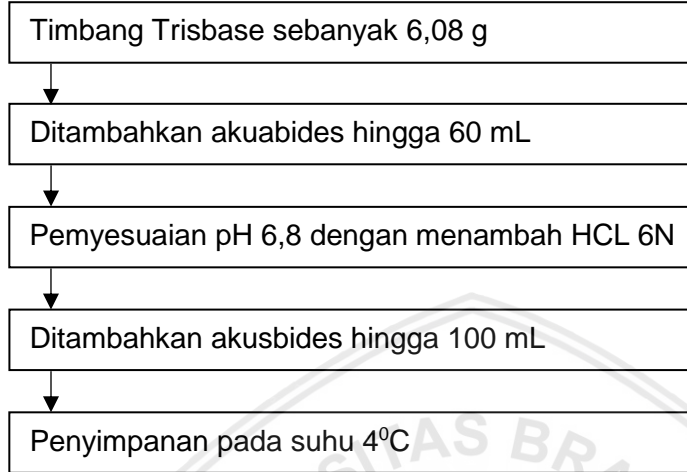 Timbang Trisbase sebanyak 6,08 g
Ditambahkan akuabides hingga 60 mL
Pemyesuaian pH 6,8 dengan menambah HCL 6N
Ditambahkan akusbides hingga 100 mL
Penyimpanan pada suhu 4⁰C